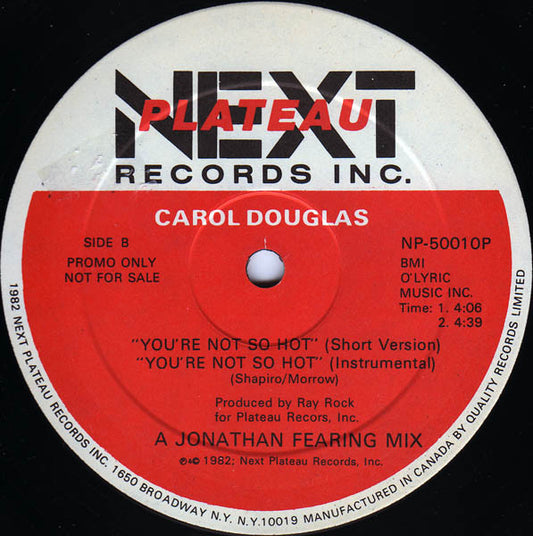 NEXT
PLATEAU
RECORDS INC.
CAROL DOUGLAS
SIDE B
PROMO ONLY
NOT FOR SALE
NP-50010P
BMI
O'LYRIC
MUSIC INC.
Time: 1. 4:06
2. 4:39
"YOU'RE NOT SO HOT" (Short Version)
"YOU'RE NOT SO HOT" (Instrumental)
(Shapiro/Morrow)
Produced by Ray Rock
for Plateau Recors, Inc.
A JONATHAN FEARING MIX
℗&© 1982; Next Plateau Records, Inc.
1982 NEXT PLATEAU RECORDS INC. 1650 BROADWAY N.Y. N.Y.10019 MANUFACTURED IN CANADA BY QUALITY RECORDS LIMITED